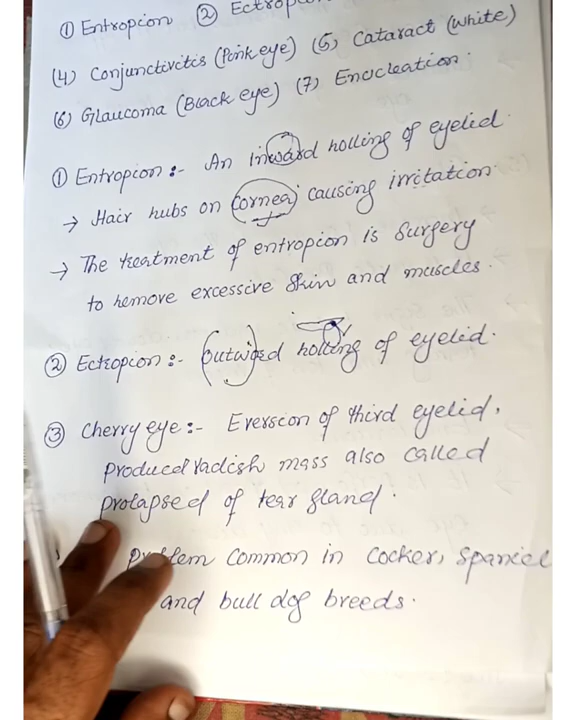 ① Entropion ② Ectropion
(4) Conjunctivitis (Pink eye) (5) Cataract (white)
(6) Glaucoma (Black eye) (7) Enucleation.
① Entropion :- An inward rolling of eyelid.
→ Hair rubs on cornea causing irritation
→ The treatment of entropion is Surgery
to remove excessive skin and muscles.
② Ectropion :- (outward) rolling of eyelid.
③ Cherry eye :- Eversion of third eyelid,
produced radish mass also called
prolapsed of tear gland.
Problem common in Cocker, spaniel
and bull dog breeds.